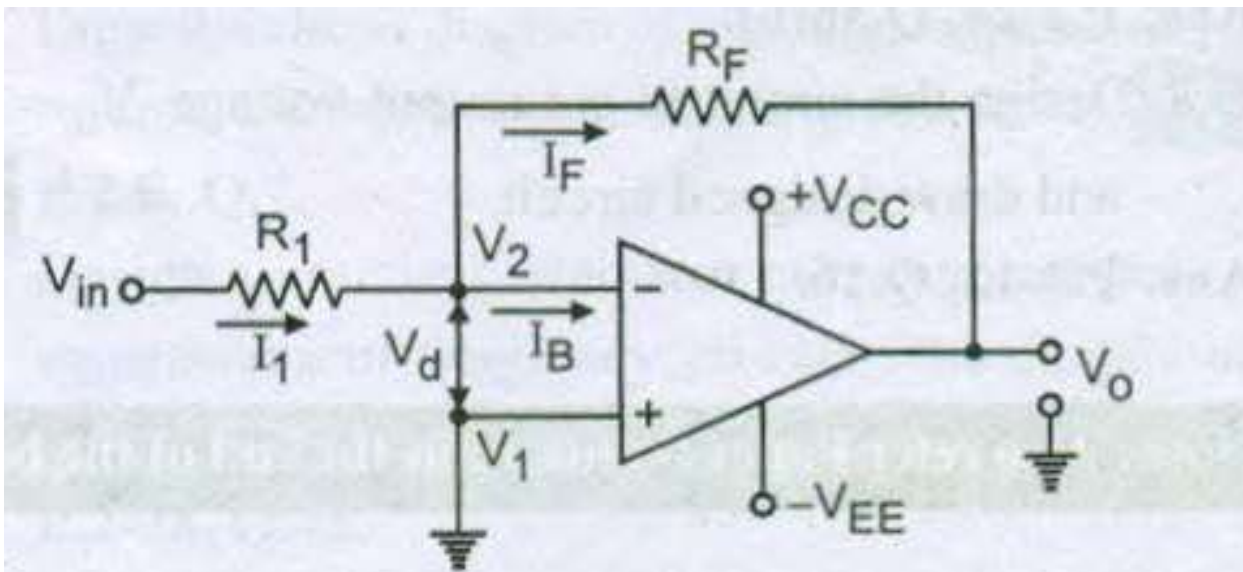 R_F
I_F
+V_CC
R_1
V_2
V_in
−
I_1
V_d
I_B
V_o
+
V_1
−V_EE